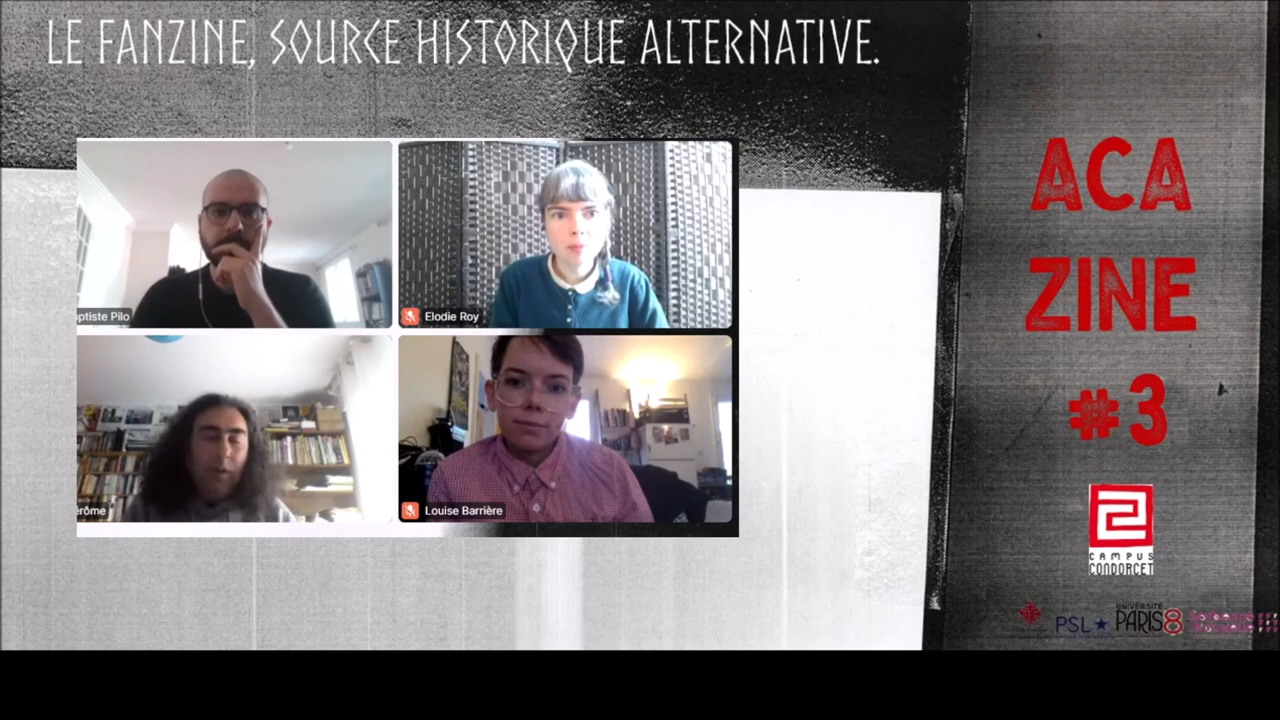 LE FANZINE, SOURCE HISTORIQUE ALTERNATIVE.
ptiste Pilo
Elodie Roy
érôme
Louise Barrière
ACA
ZINE
#3
CAMPUS
CONDORCET
PSL★
UNIVERSITÉ
PARIS8